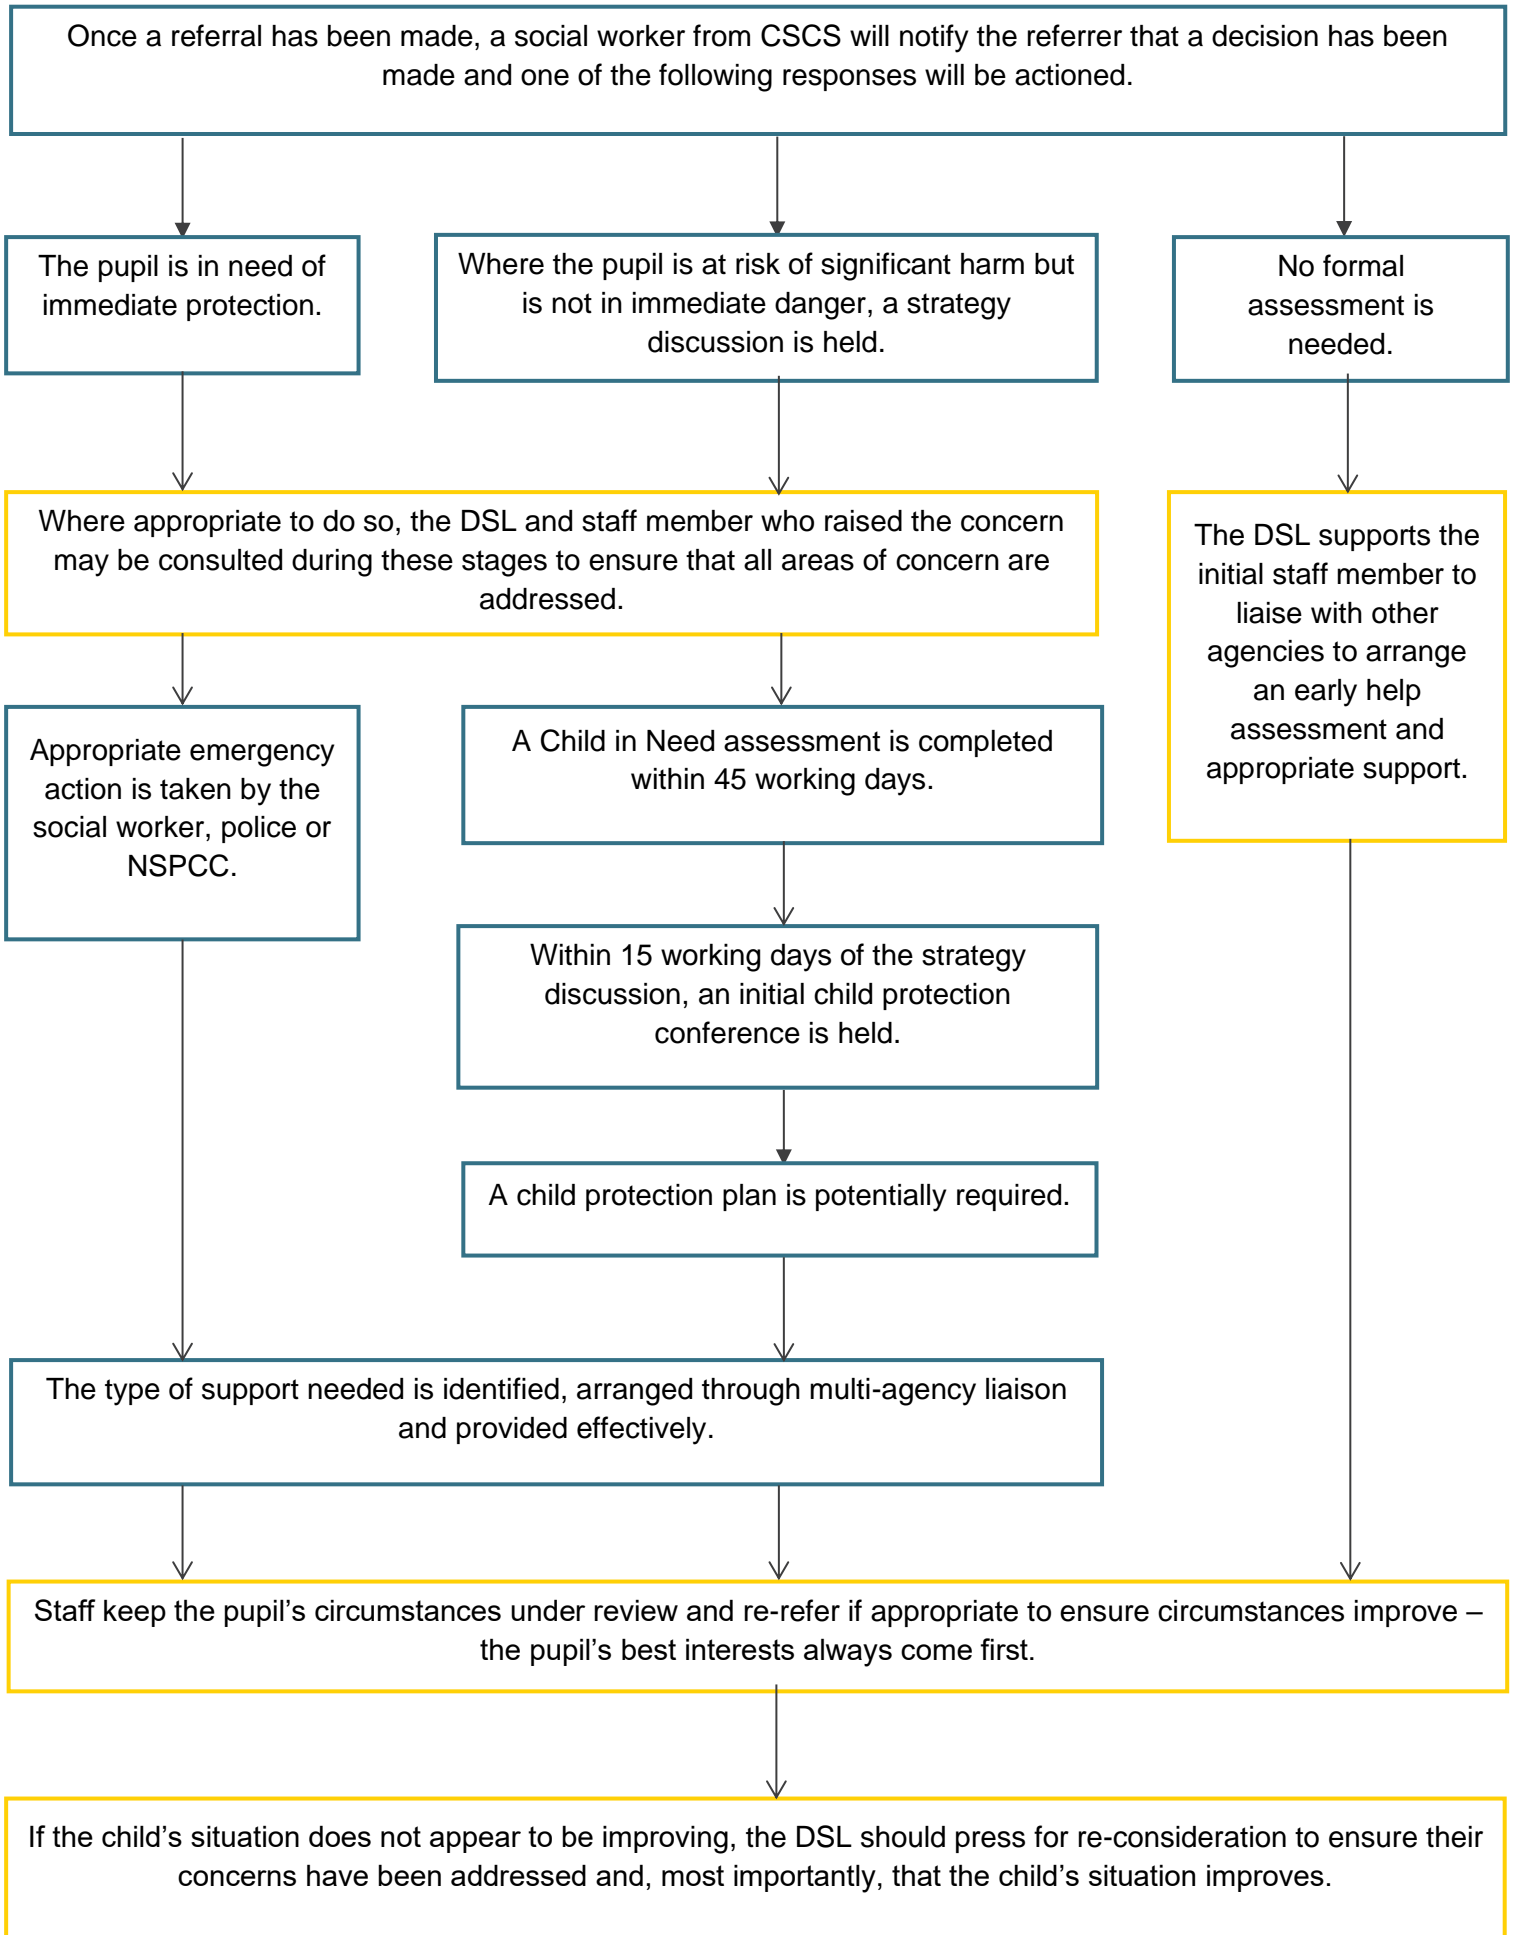 Once a referral has been made, a social worker from CSCS will notify the referrer that a decision has been
made and one of the following responses will be actioned.
The pupil is in need of
immediate protection.
Where the pupil is at risk of significant harm but
is not in immediate danger, a strategy
discussion is held.
No formal
assessment is
needed.
Where appropriate to do so, the DSL and staff member who raised the concern
may be consulted during these stages to ensure that all areas of concern are
addressed.
The DSL supports the
initial staff member to
liaise with other
agencies to arrange
an early help
assessment and
appropriate support.
Appropriate emergency
action is taken by the
social worker, police or
NSPCC.
A Child in Need assessment is completed
within 45 working days.
Within 15 working days of the strategy
discussion, an initial child protection
conference is held.
A child protection plan is potentially required.
The type of support needed is identified, arranged through multi-agency liaison
and provided effectively.
Staff keep the pupil’s circumstances under review and re-refer if appropriate to ensure circumstances improve –
the pupil’s best interests always come first.
If the child’s situation does not appear to be improving, the DSL should press for re-consideration to ensure their
concerns have been addressed and, most importantly, that the child’s situation improves.